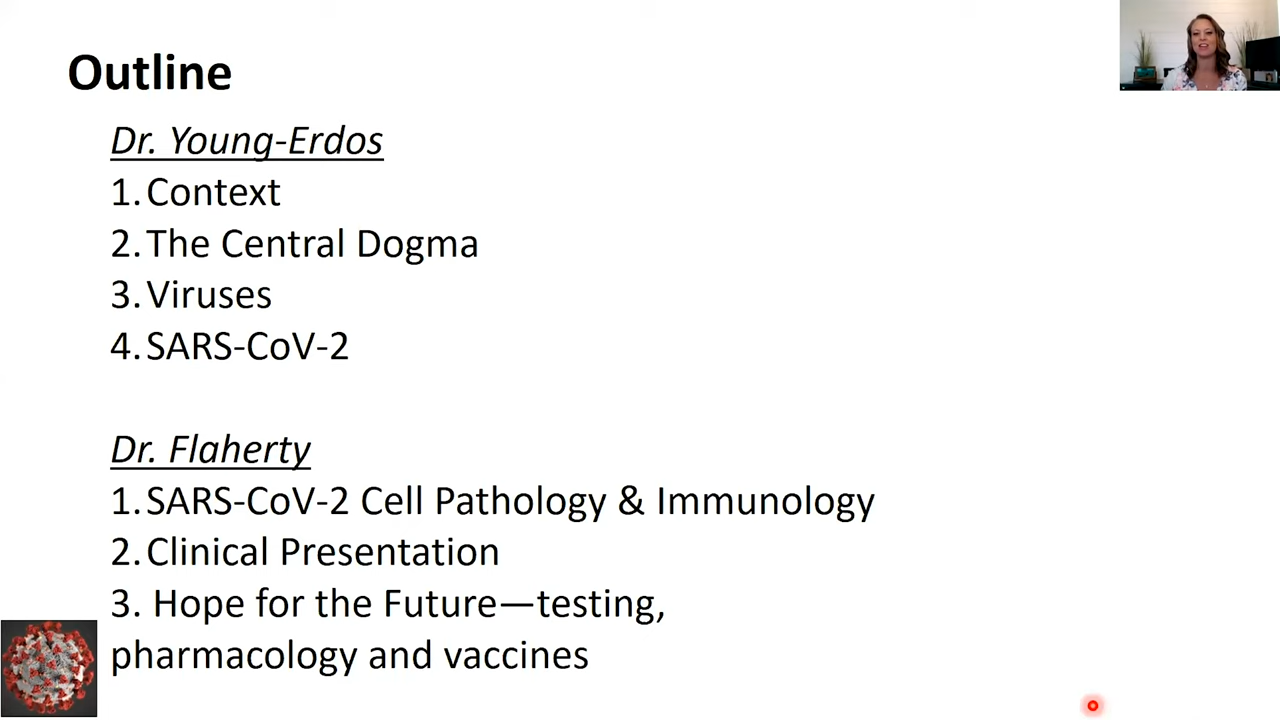 Outline
Dr. Young-Erdos
1. Context
2. The Central Dogma
3. Viruses
4. SARS-CoV-2
Dr. Flaherty
1. SARS-CoV-2 Cell Pathology & Immunology
2. Clinical Presentation
3. Hope for the Future—testing,
pharmacology and vaccines